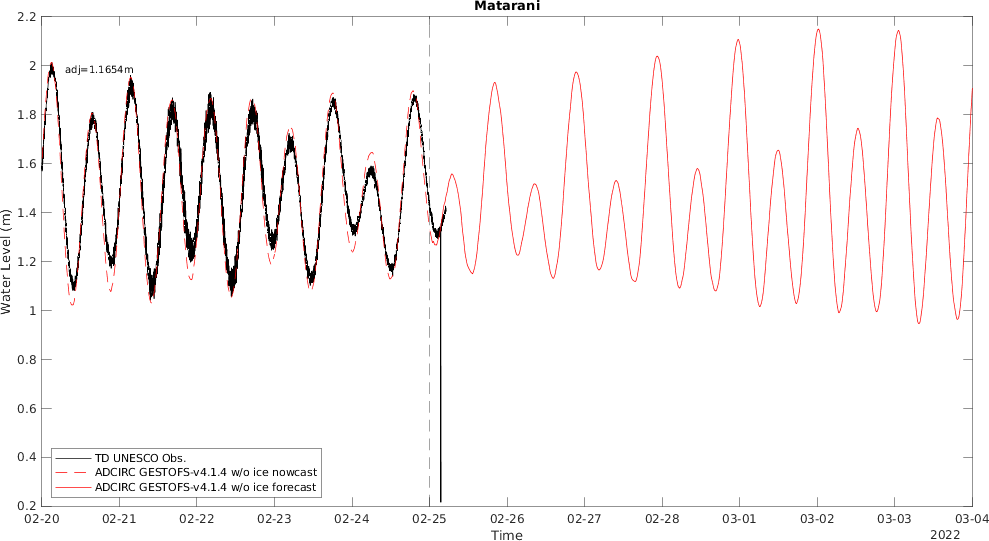 Matarani
2.2
2
1.8
1.6
1.4
1.2
1
0.8
0.6
0.4
0.2
Water Level (m)
adj=1.1654m
TD UNESCO Obs.
ADCIRC GESTOFS-v4.1.4 w/o ice nowcast
ADCIRC GESTOFS-v4.1.4 w/o ice forecast
02-20 02-21 02-22 02-23 02-24 02-25 02-26 02-27 02-28 03-01 03-02 03-03 03-04
Time
2022